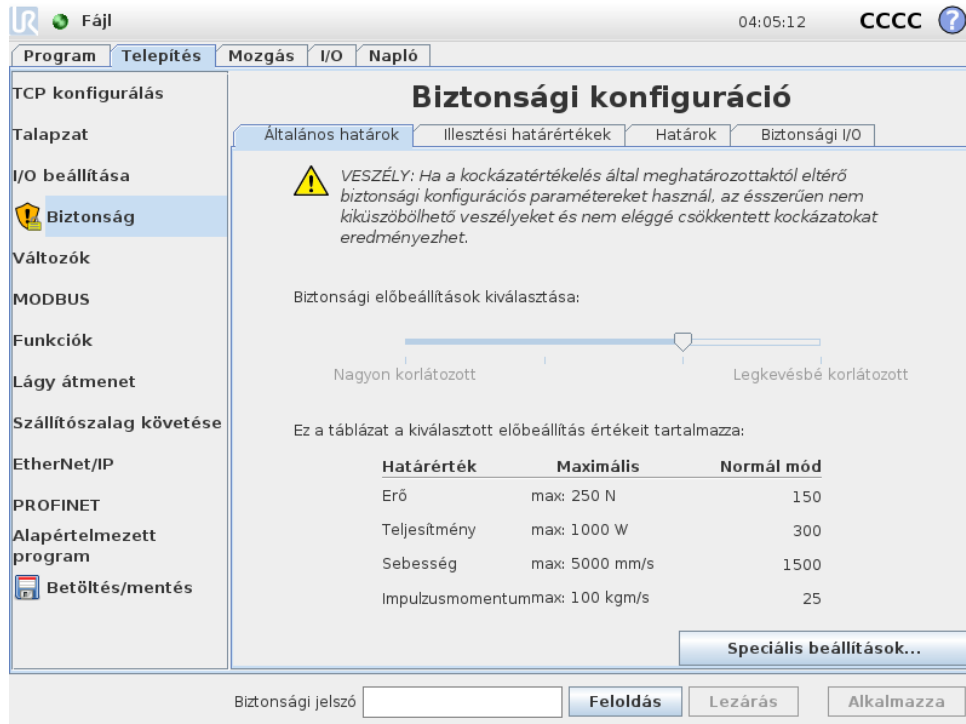 UR Fájl 04:05:12 CCCC ?
Program Telepítés Mozgás I/O Napló
TCP konfigurálás
Talapzat
I/O beállítása
Biztonság
Változók
MODBUS
Funkciók
Lágy átmenet
Szállítószalag követése
EtherNet/IP
PROFINET
Alapértelmezett
program
Betöltés/mentés
Biztonsági konfiguráció
Általános határok Illesztési határértékek Határok Biztonsági I/O
VESZÉLY: Ha a kockázatértékelés által meghatározottaktól eltérő
biztonsági konfigurációs paramétereket használ, az ésszerűen nem
kiküszöbölhető veszélyeket és nem eléggé csökkentett kockázatokat
eredményezhet.
Biztonsági előbeállítások kiválasztása:
Nagyon korlátozott Legkevésbé korlátozott
Ez a táblázat a kiválasztott előbeállítás értékeit tartalmazza:
Határérték Maximális Normál mód
Erő max: 250 N 150
Teljesítmény max: 1000 W 300
Sebesség max: 5000 mm/s 1500
Impulzusmomentum max: 100 kgm/s 25
Speciális beállítások...
Biztonsági jelszó Feloldás Lezárás Alkalmazza